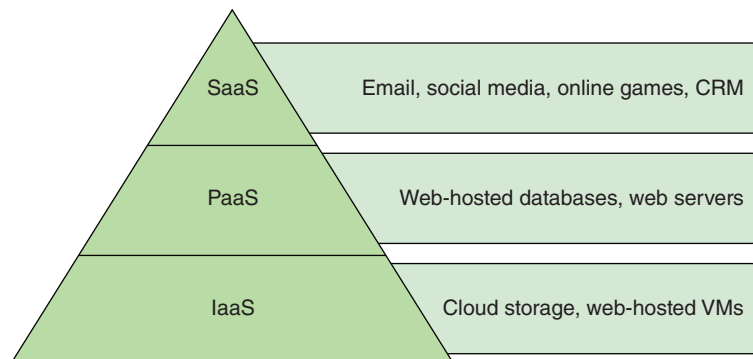 SaaS
Email, social media, online games, CRM
PaaS
Web-hosted databases, web servers
IaaS
Cloud storage, web-hosted VMs